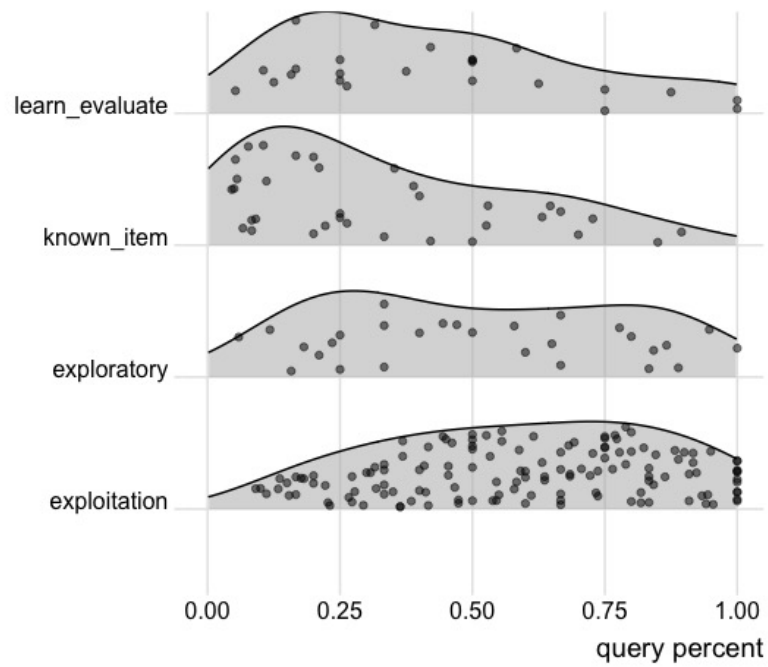 learn_evaluate
known_item
exploratory
exploitation
0.00 0.25 0.50 0.75 1.00
query percent